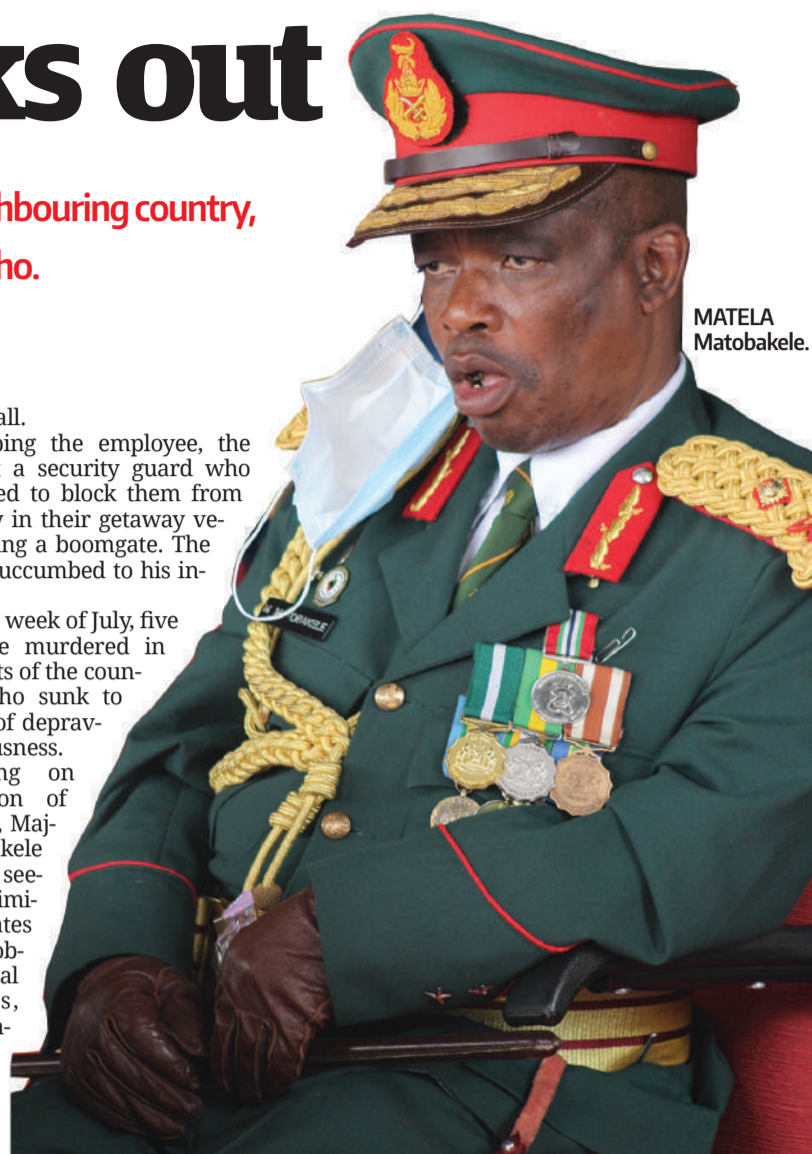 ks out
hbouring country,
ho.
MATELA
Matobakele.
all.
ping the employee, the
a security guard who
ed to block them from
y in their getaway ve-
ing a boomgate. The
uccumbed to his in-
week of July, five
e murdered in
ts of the coun-
ho sunk to
of deprav-
usness.
ng on
on of
, Maj-
kele
see-
imi-
ates
ob-
al
s,
n-